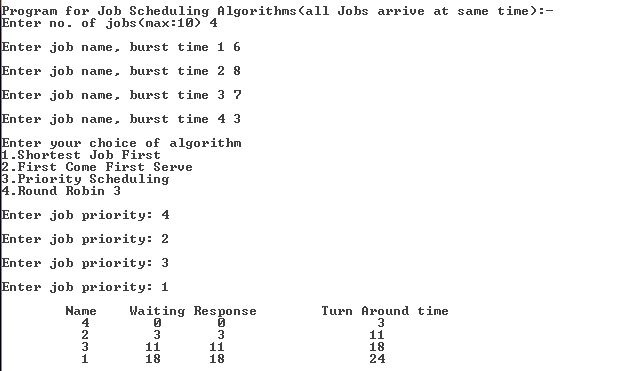 Program for Job Scheduling Algorithms(all Jobs arrive at same time):-
Enter no. of jobs(max:10) 4
Enter job name, burst time 1 6
Enter job name, burst time 2 8
Enter job name, burst time 3 7
Enter job name, burst time 4 3
Enter your choice of algorithm
1.Shortest Job First
2.First Come First Serve
3.Priority Scheduling
4.Round Robin 3
Enter job priority: 4
Enter job priority: 2
Enter job priority: 3
Enter job priority: 1
Name Waiting Response Turn Around time
4 0 0 3
2 3 3 11
3 11 11 18
1 18 18 24